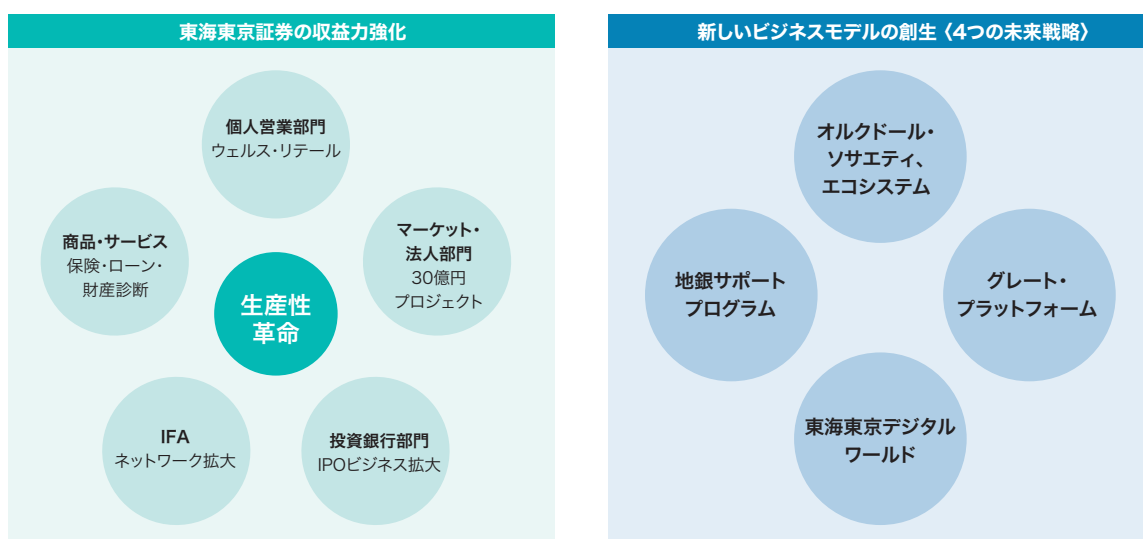 東海東京証券の収益力強化
個人営業部門
ウェルス・リテール
商品・サービス
保険・ローン・
財産診断
マーケット・
法人部門
30億円
プロジェクト
生産性
革命
IFA
ネットワーク拡大
投資銀行部門
IPOビジネス拡大
新しいビジネスモデルの創生〈4つの未来戦略〉
オルクドール・
ソサエティ、
エコシステム
地銀サポート
プログラム
グレート・
プラットフォーム
東海東京デジタル
ワールド